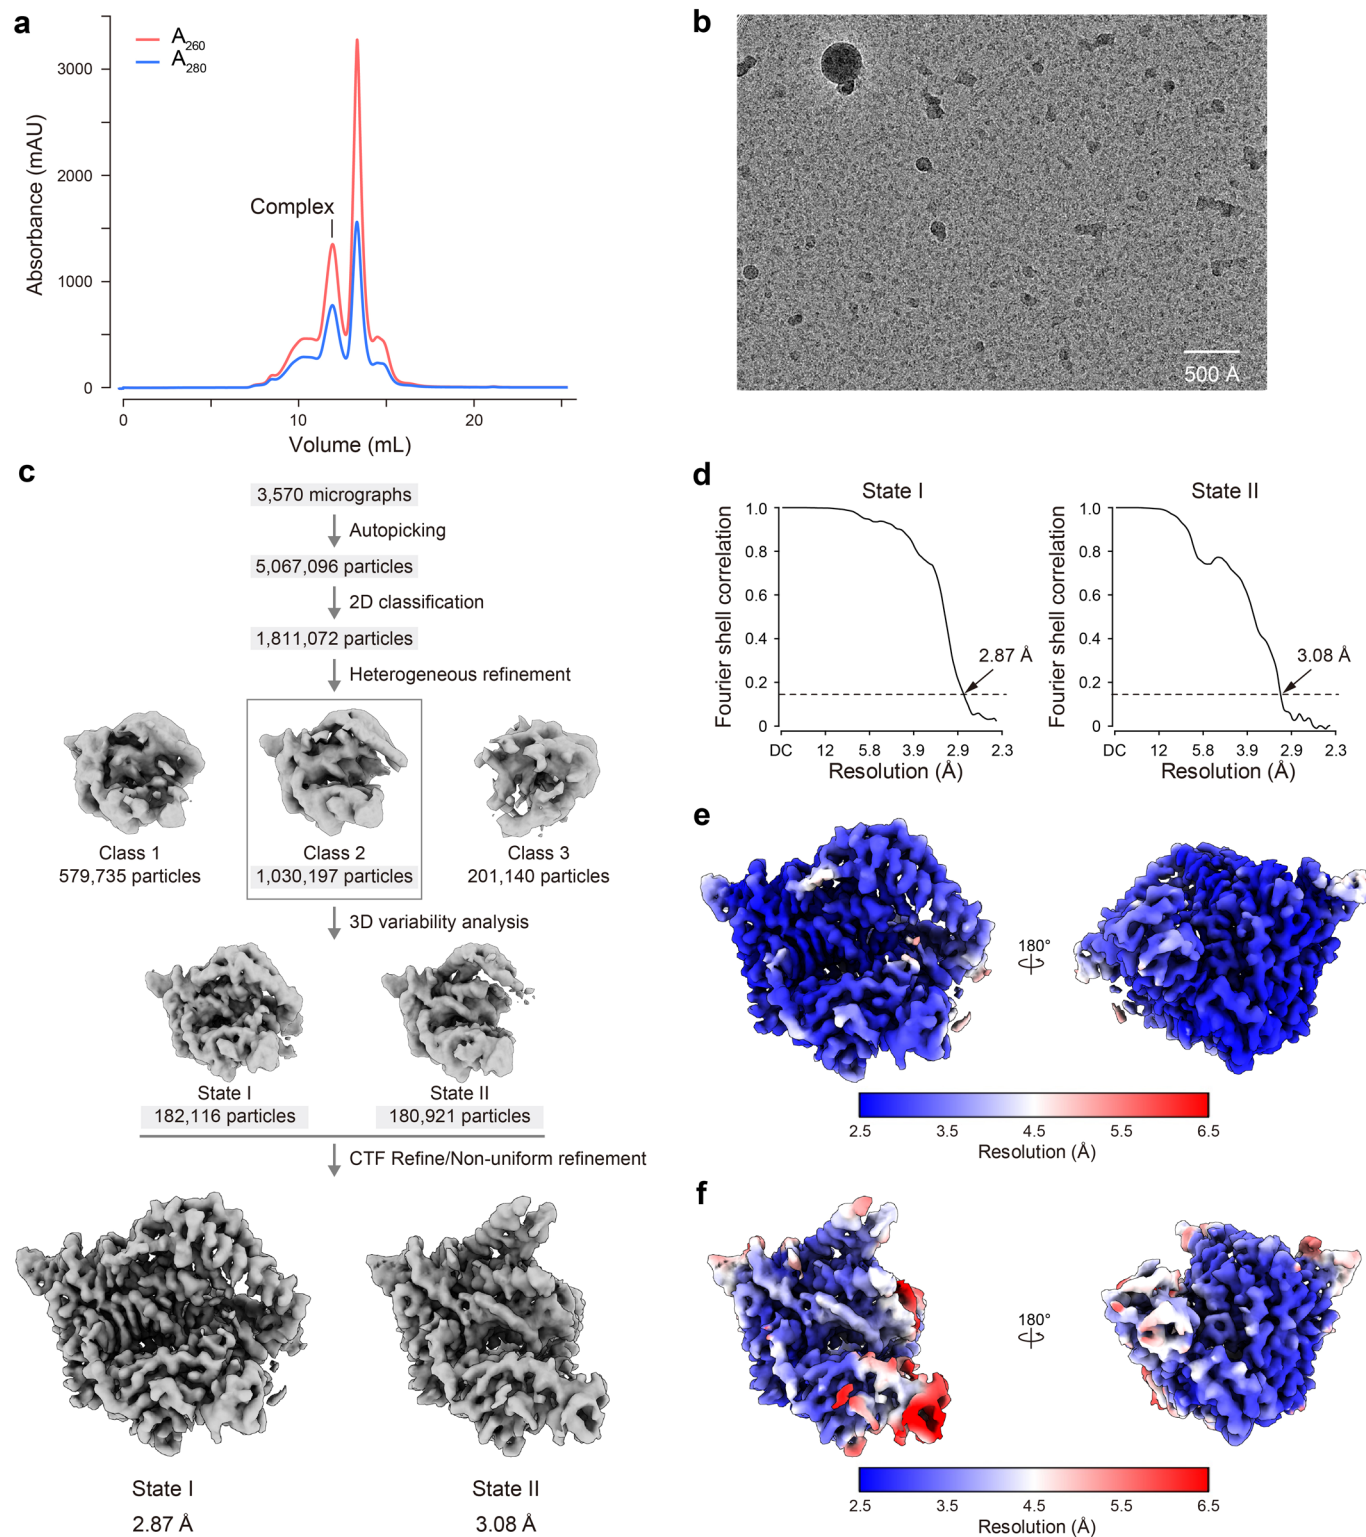 a
A260
A280
3000
2000
1000
0
Absorbance (mAU)
Complex
0
10
20
Volume (mL)
b
500 Å
c
3,570 micrographs
Autopicking
5,067,096 particles
2D classification
1,811,072 particles
Heterogeneous refinement
Class 1
579,735 particles
Class 2
1,030,197 particles
Class 3
201,140 particles
3D variability analysis
State I
182,116 particles
State II
180,921 particles
CTF Refine/Non-uniform refinement
State I
2.87 Å
State II
3.08 Å
d
State I
Fourier shell correlation
1.0
0.8
0.6
0.4
0.2
0
2.87 Å
DC 12 5.8 3.9 2.9 2.3
Resolution (Å)
State II
Fourier shell correlation
1.0
0.8
0.6
0.4
0.2
0
3.08 Å
DC 12 5.8 3.9 2.9 2.3
Resolution (Å)
e
180°
2.5 3.5 4.5 5.5 6.5
Resolution (Å)
f
180°
2.5 3.5 4.5 5.5 6.5
Resolution (Å)